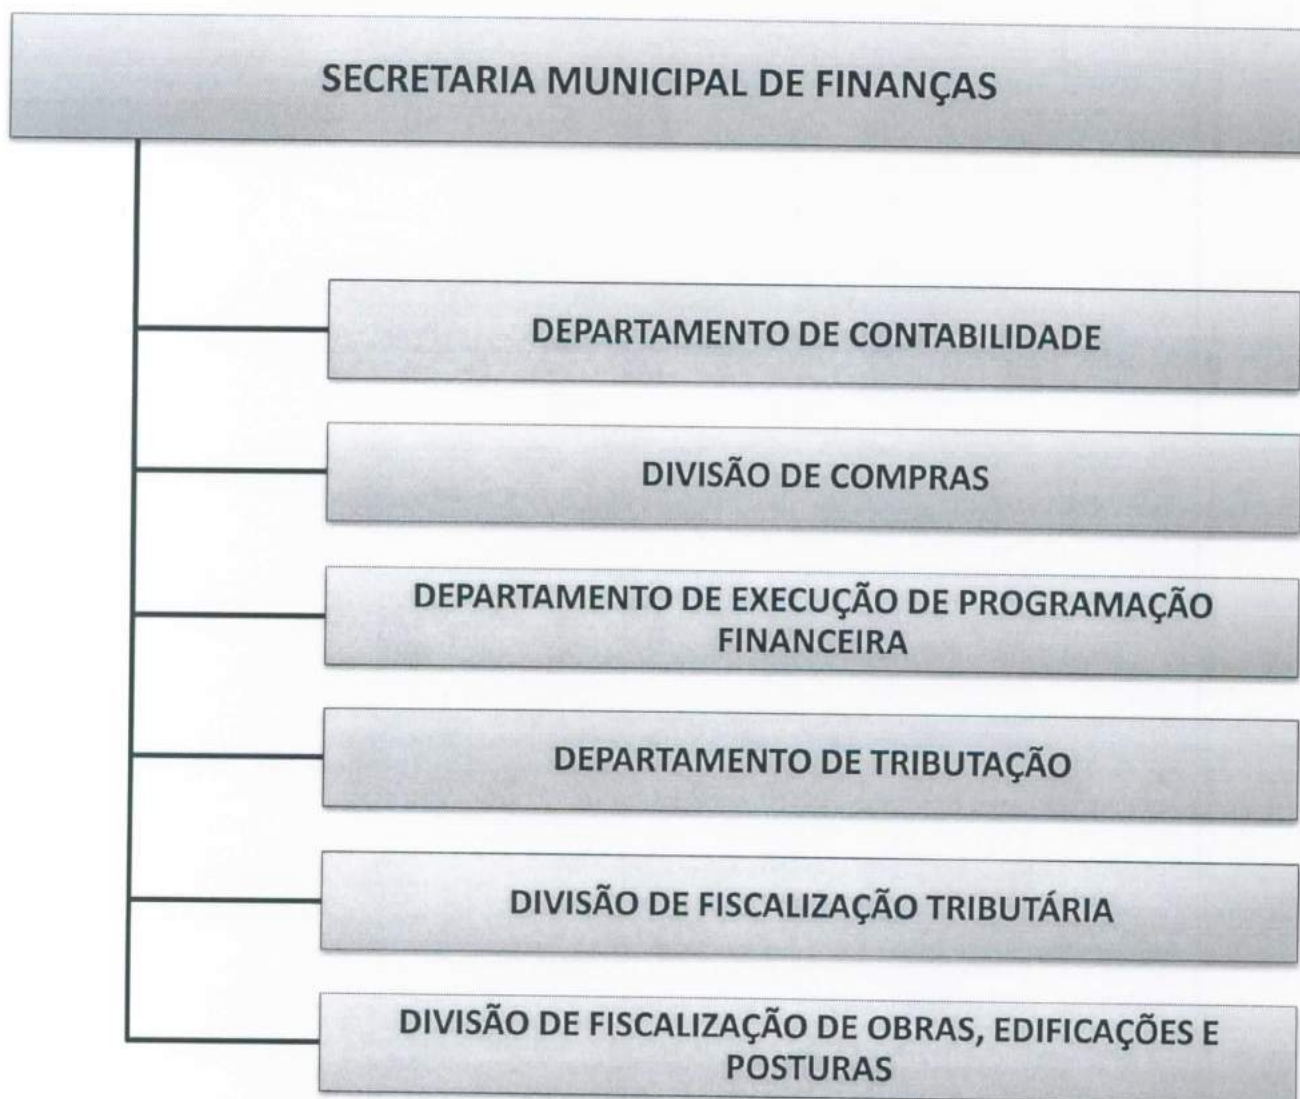 SECRETARIA MUNICIPAL DE FINANÇAS
DEPARTAMENTO DE CONTABILIDADE
DIVISÃO DE COMPRAS
DEPARTAMENTO DE EXECUÇÃO DE PROGRAMAÇÃO
FINANCEIRA
DEPARTAMENTO DE TRIBUTAÇÃO
DIVISÃO DE FISCALIZAÇÃO TRIBUTÁRIA
DIVISÃO DE FISCALIZAÇÃO DE OBRAS, EDIFICAÇÕES E
POSTURAS